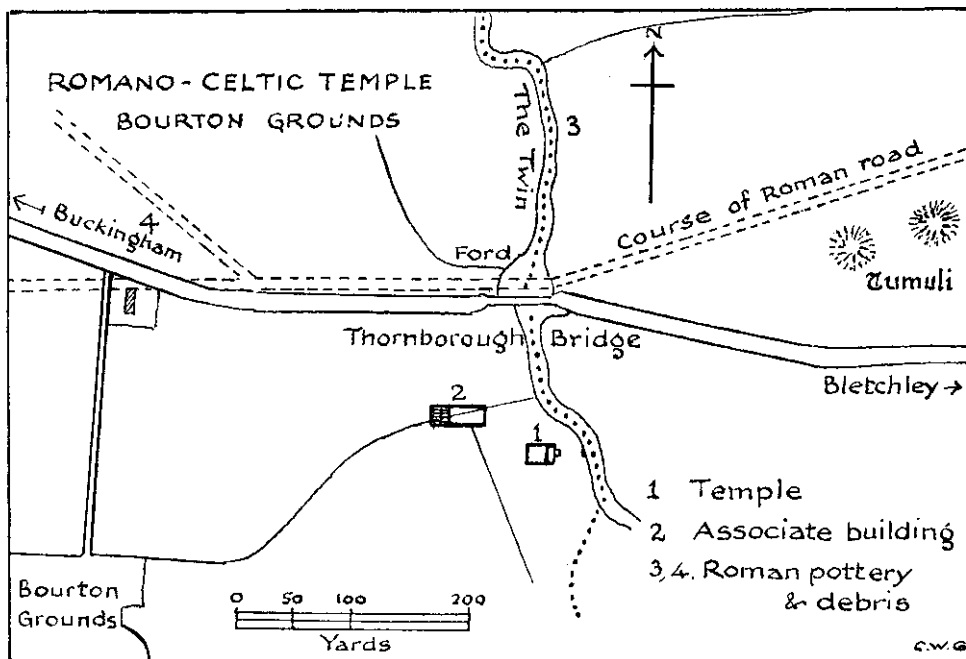 ROMANO-CELTIC TEMPLE
BOURTON GROUNDS
N
The Twin
3
Course of Roman road
← Buckingham
4
Ford
Tumuli
Thornborough Bridge
Bletchley →
2
1
1 Temple
2 Associate building
3,4. Roman pottery
& debris
Bourton
Grounds
0 50 100 200
Yards
C.W.G